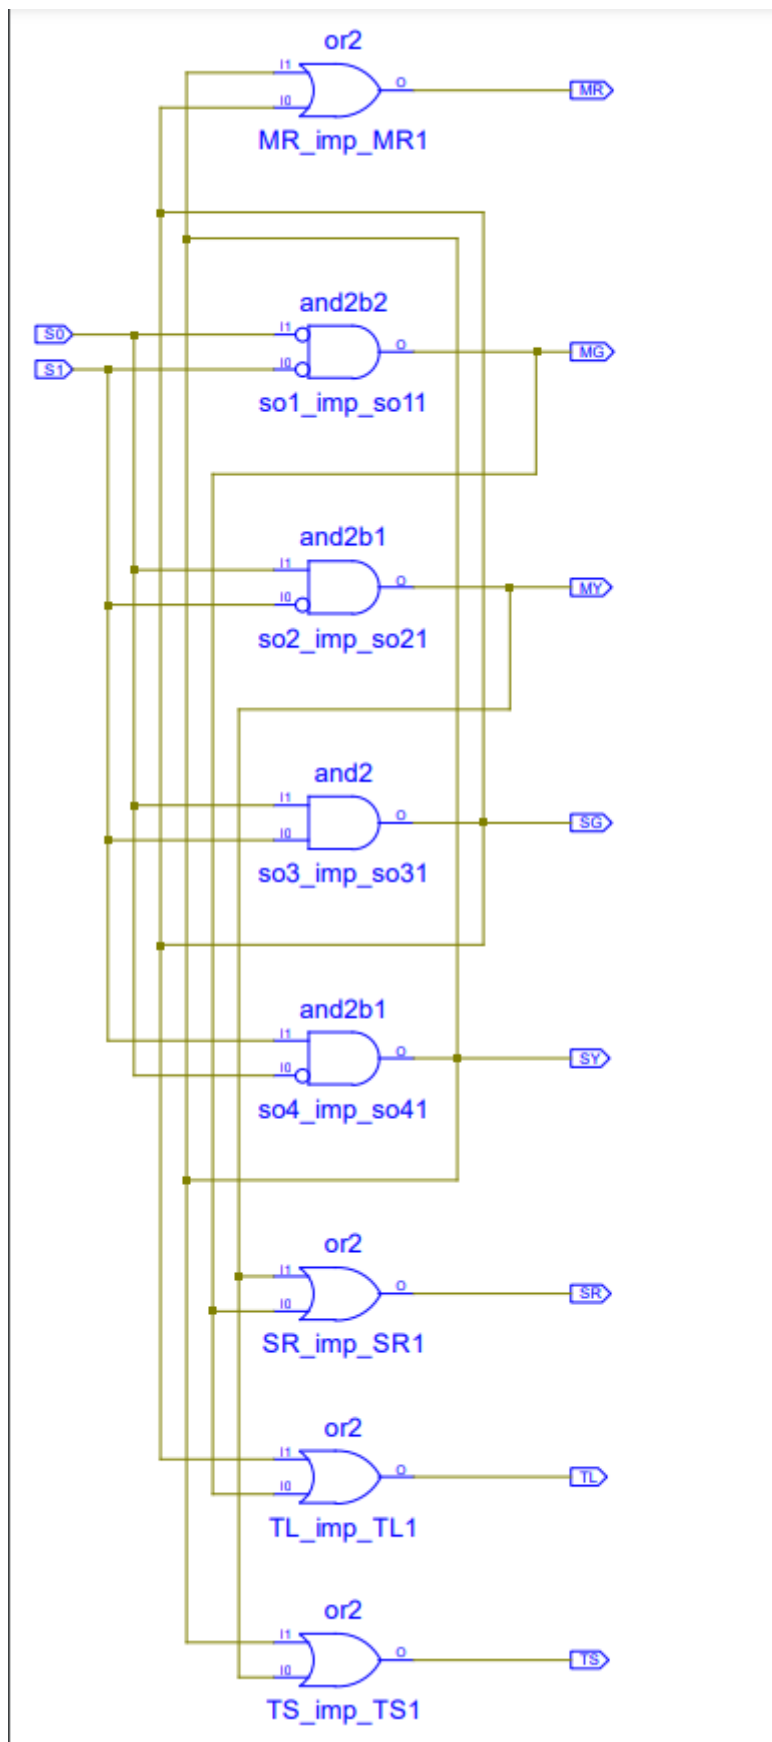 or2
I1
I0
O
MR
MR_imp_MR1
and2b2
S0
I1
S1
I0
O
MG
so1_imp_so11
and2b1
I1
I0
O
MY
so2_imp_so21
and2
I1
I0
O
SG
so3_imp_so31
and2b1
I1
I0
O
SY
so4_imp_so41
or2
I1
I0
O
SR
SR_imp_SR1
or2
I1
I0
O
TL
TL_imp_TL1
or2
I1
I0
O
TS
TS_imp_TS1